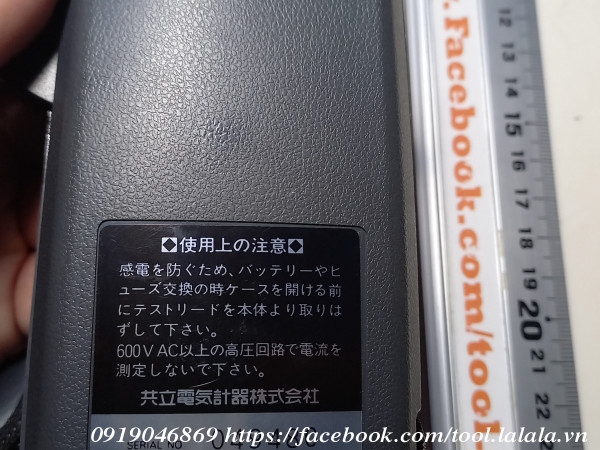 ◆使用上の注意◆
感電を防ぐため、バッテリーやヒ
ューズ交換の時ケースを開ける前
にテストリードを本体より取りは
ずして下さい。
600V AC以上の高圧回路で電流を
測定しないで下さい。
共立電気計器株式会社
SERIAL NO
0919046869 https://facebook.com/tool.lalala.vn
.Facebook.com/tool
12
13
14
15
16
17
18
19
20
21
22